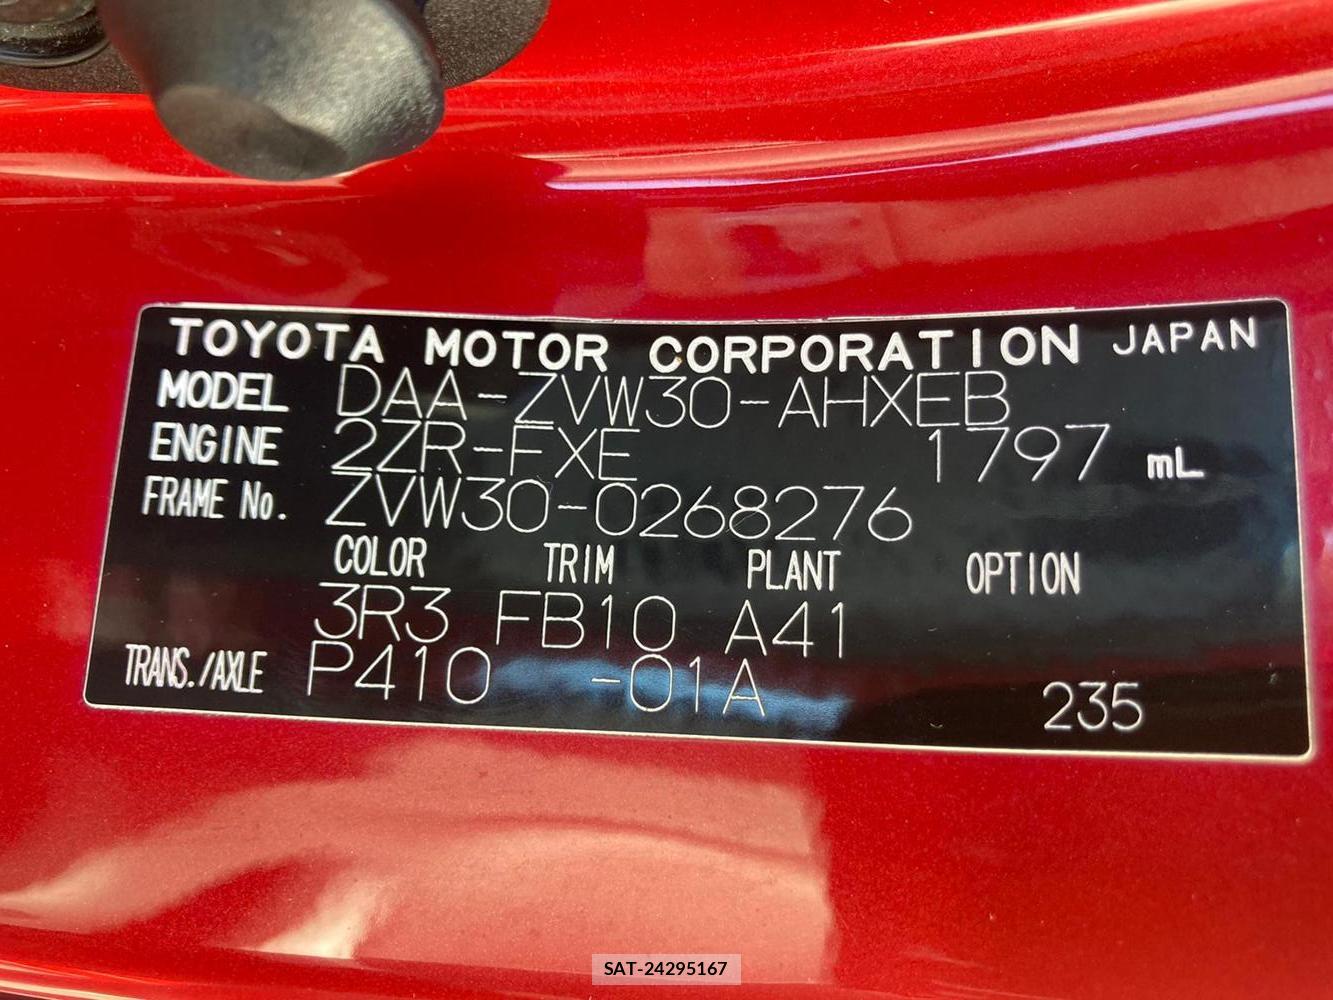 TOYOTA MOTOR CORPORATION JAPAN
MODEL DAA-ZVW30-AHXEB
ENGINE 2ZR-FXE 1797 mL
FRAME No. ZVW30-0268276
COLOR TRIM PLANT OPTION
3R3 FB10 A41
TRANS./AXLE P410 -01A 235
SAT-24295167